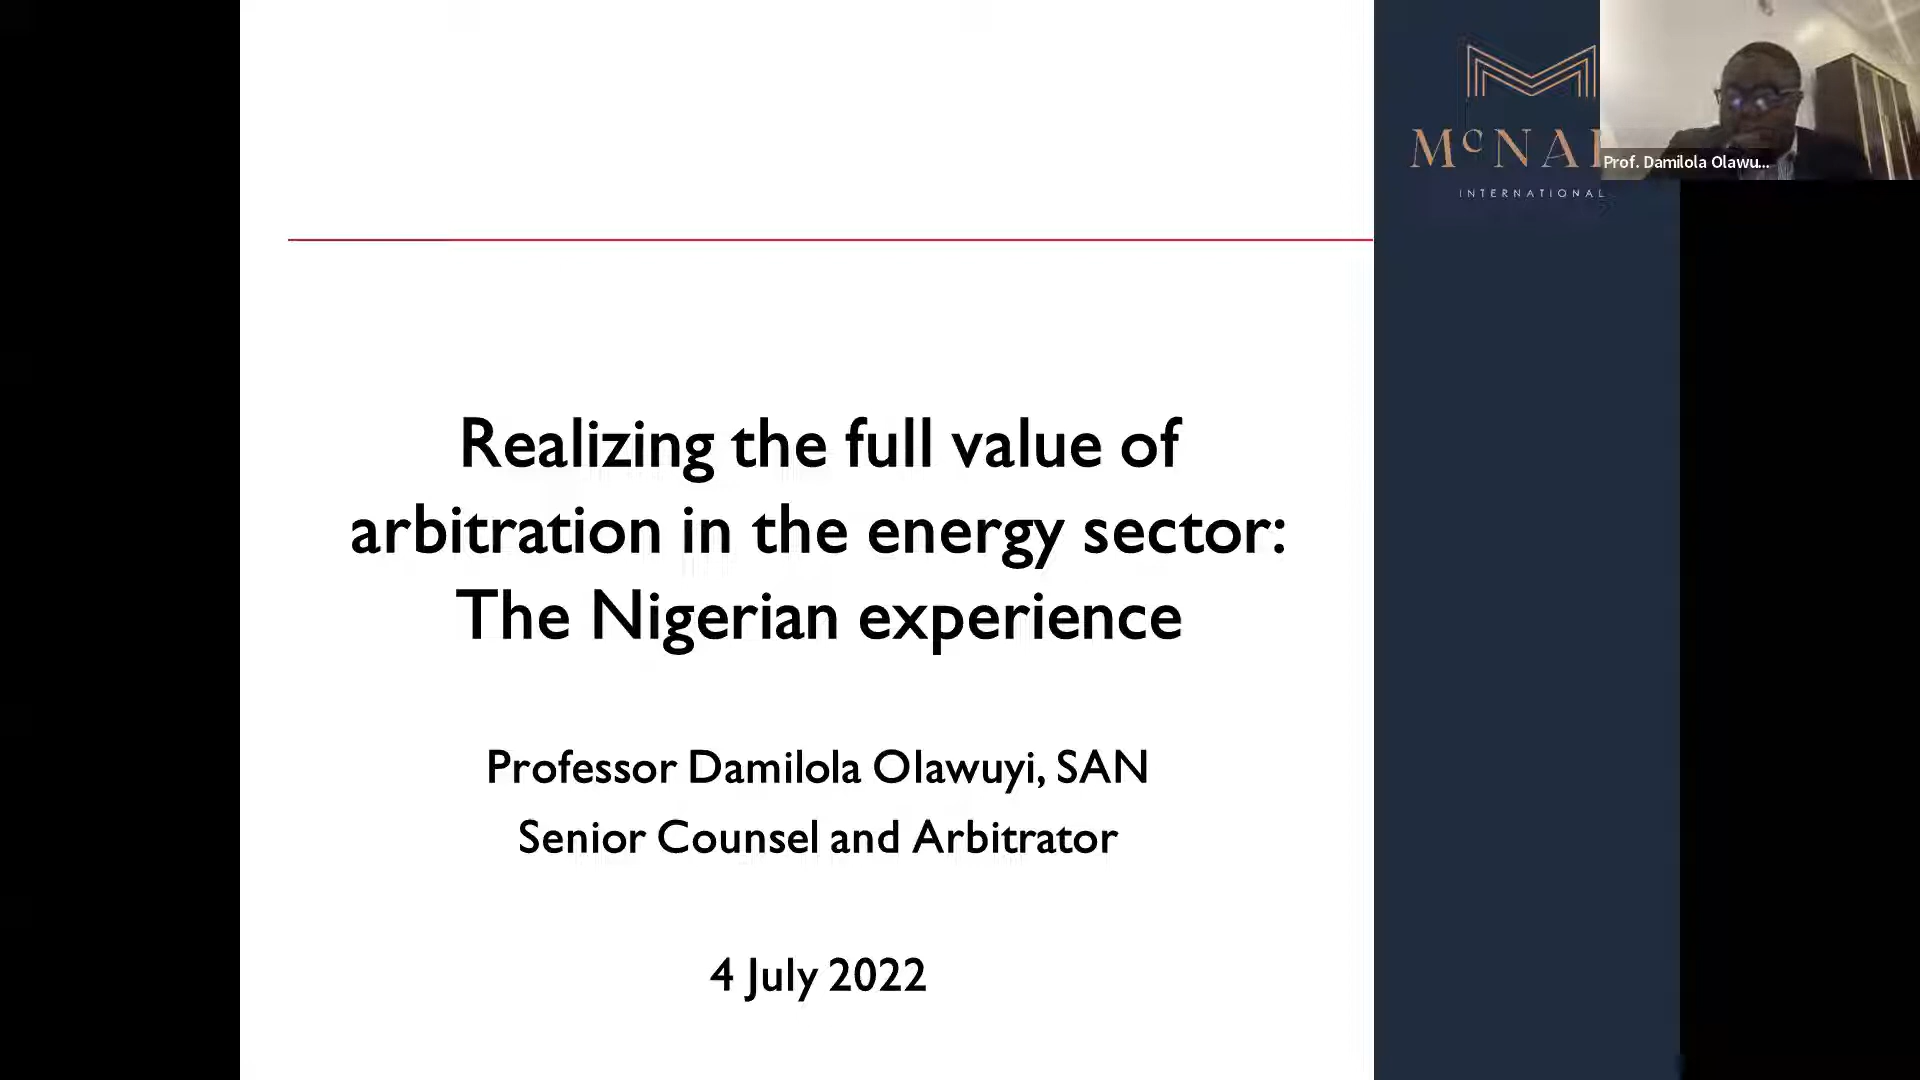 McNA
INTERNATIONAL
Prof. Damilola Olawu...
Realizing the full value of
arbitration in the energy sector:
The Nigerian experience
Professor Damilola Olawuyi, SAN
Senior Counsel and Arbitrator
4 July 2022